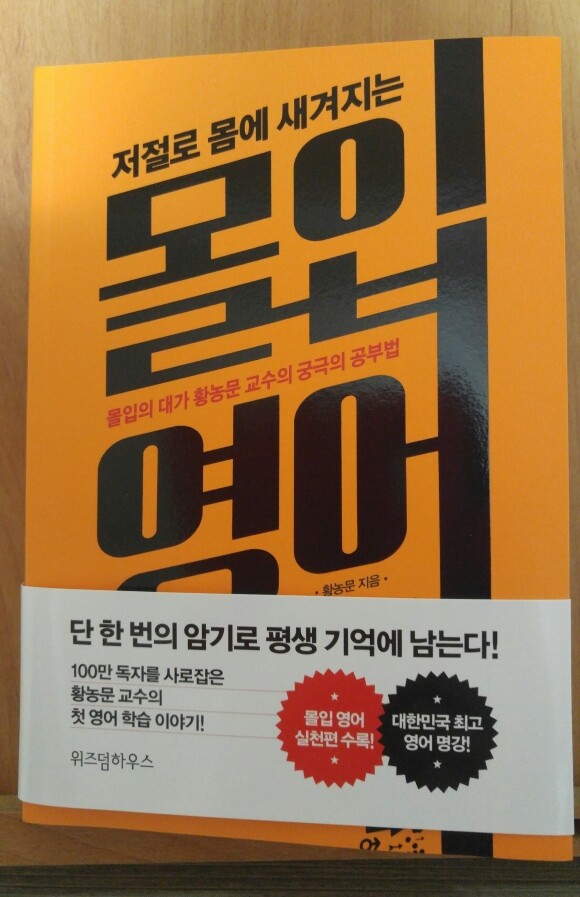 저절로 몸에 새겨지는
몰입
몰입의 대가 황농문 교수의 궁극의 공부법
영어
· 황농문 지음 ·
단 한 번의 암기로 평생 기억에 남는다!
100만 독자를 사로잡은
황농문 교수의
첫 영어 학습 이야기!
몰입 영어
실천편 수록!
대한민국 최고
영어 명강!
위즈덤하우스